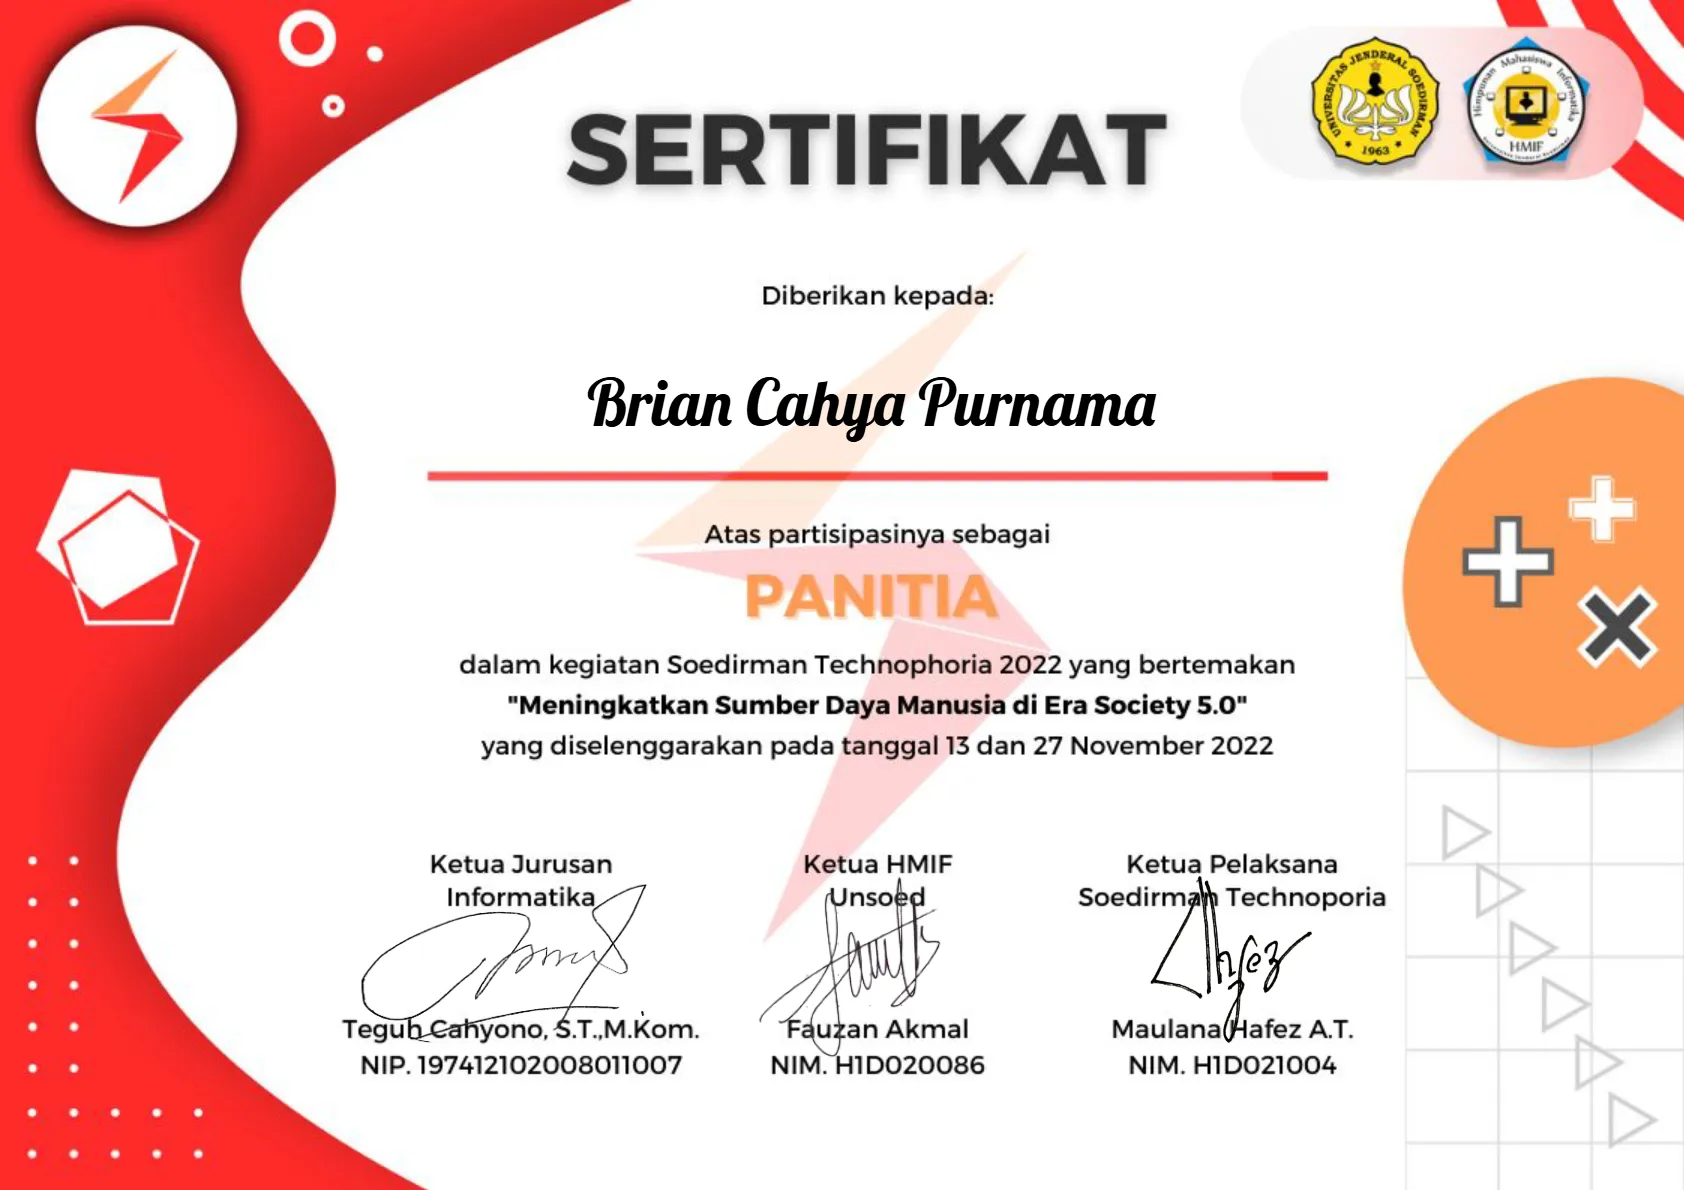 SERTIFIKAT
UNIVERSITAS JENDERAL SOEDIRMAN
1963
Himpunan Mahasiswa Informatika
HMIF
Diberikan kepada:
Brian Cahya Purnama
Atas partisipasinya sebagai
PANITIA
dalam kegiatan Soedirman Technophoria 2022 yang bertemakan
"Meningkatkan Sumber Daya Manusia di Era Society 5.0"
yang diselenggarakan pada tanggal 13 dan 27 November 2022
Ketua Jurusan
Informatika
Teguh Cahyono, S.T.,M.Kom.
NIP. 197412102008011007
Ketua HMIF
Unsoed
Fauzan Akmal
NIM. H1D020086
Ketua Pelaksana
Soedirman Technoporia
Maulana Hafez A.T.
NIM. H1D021004